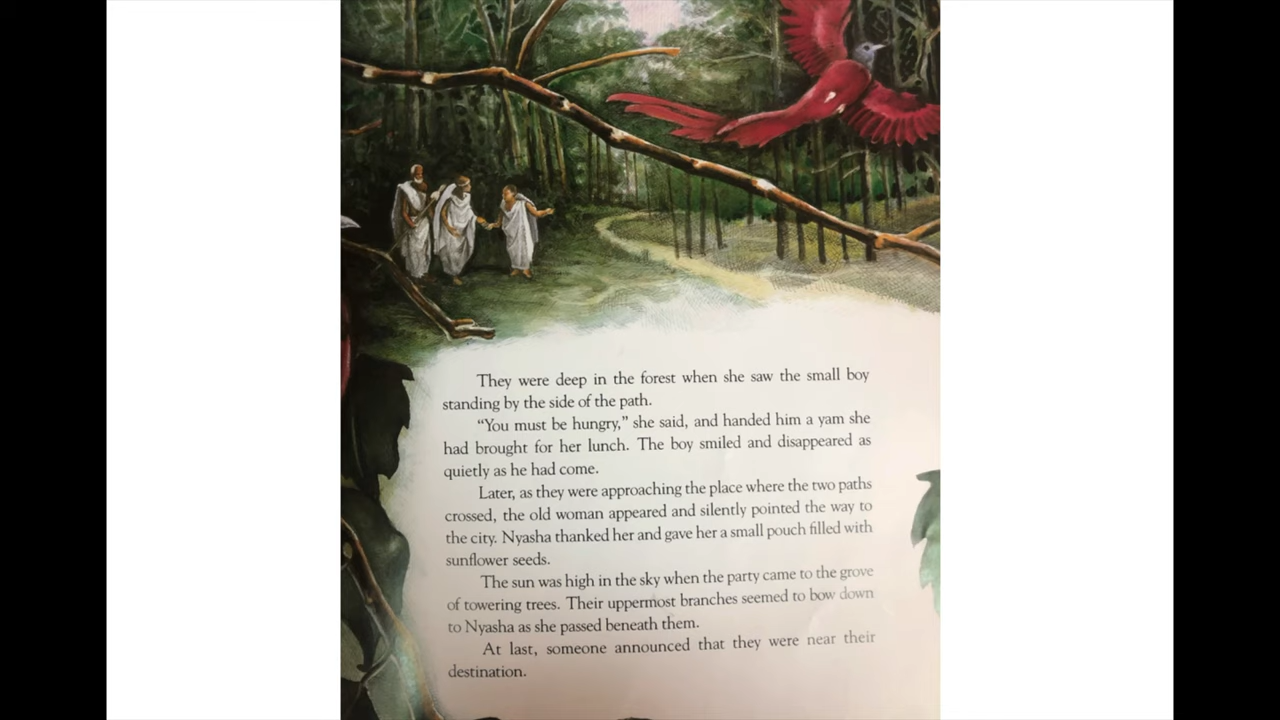 They were deep in the forest when she saw the small boy
standing by the side of the path.
“You must be hungry,” she said, and handed him a yam she
had brought for her lunch. The boy smiled and disappeared as
quietly as he had come.
Later, as they were approaching the place where the two paths
crossed, the old woman appeared and silently pointed the way to
the city. Nyasha thanked her and gave her a small pouch filled with
sunflower seeds.
The sun was high in the sky when the party came to the grove
of towering trees. Their uppermost branches seemed to bow down
to Nyasha as she passed beneath them.
At last, someone announced that they were near their
destination.